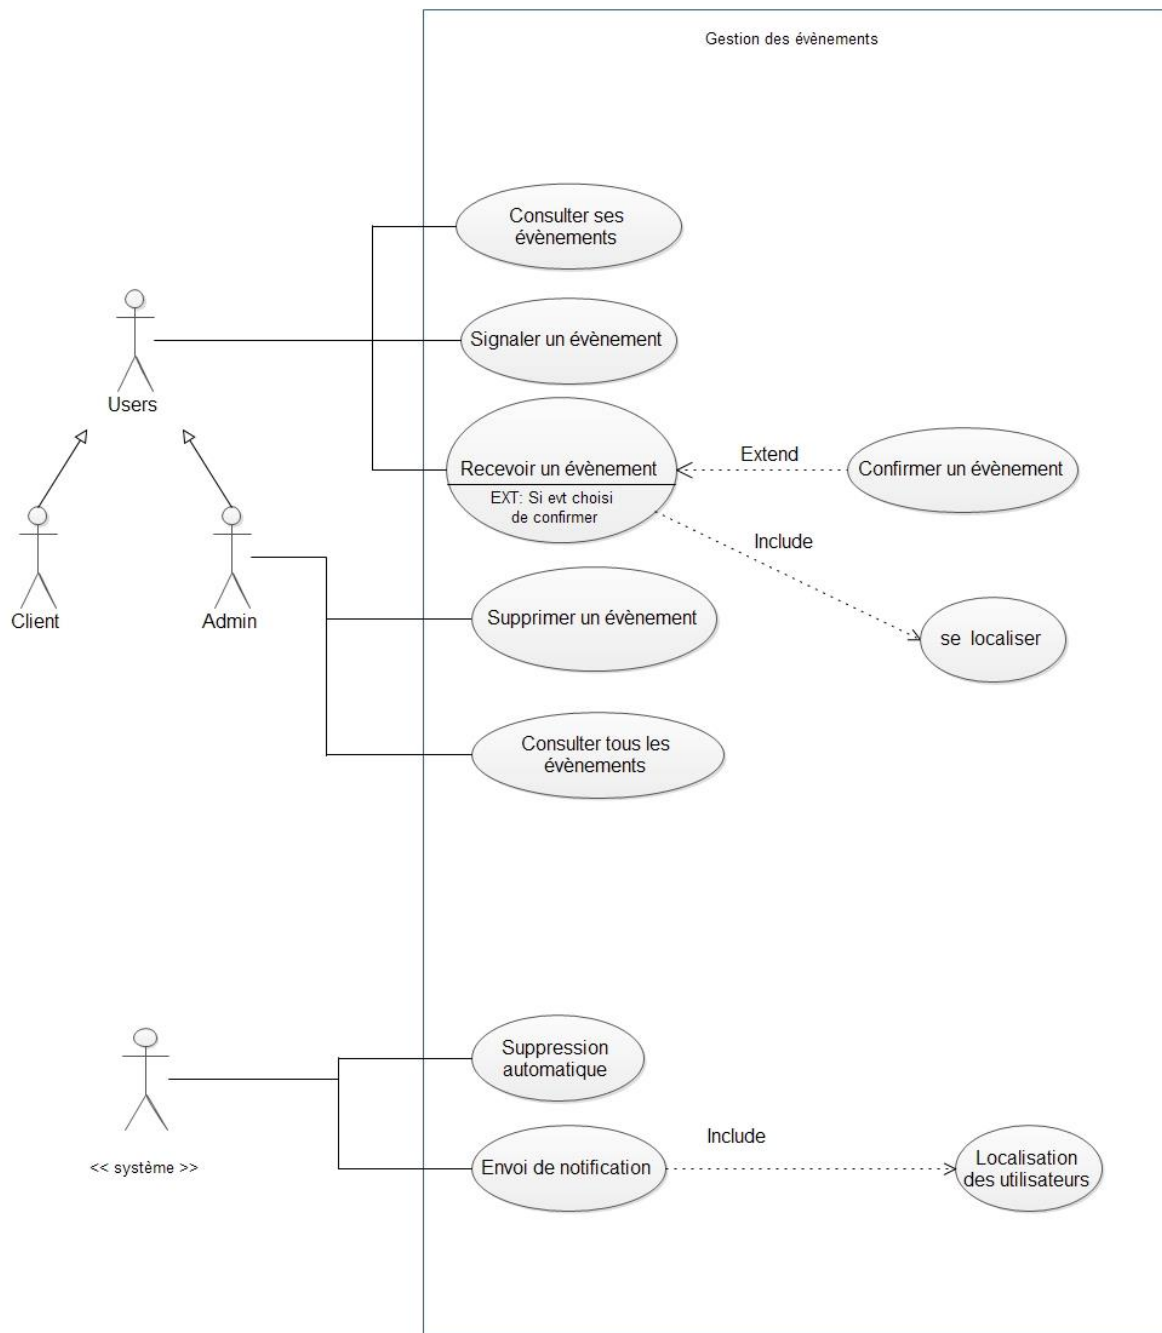 Gestion des évènements
Consulter ses
évènements
Signaler un évènement
Users
Recevoir un évènement
EXT: Si evt choisi
de confirmer
Extend
Confirmer un évènement
Include
Client
Admin
Supprimer un évènement
se localiser
Consulter tous les
évènements
Suppression
automatique
<< système >>
Envoi de notification
Include
Localisation
des utilisateurs